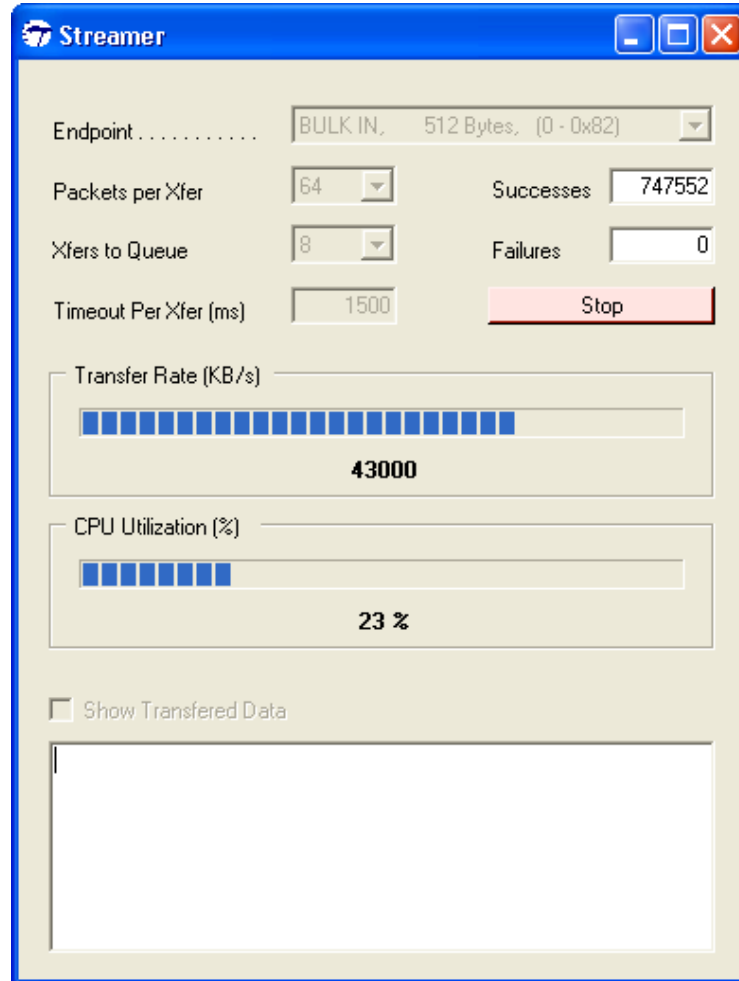 Streamer
Endpoint . . . . . . . . . . . BULK IN, 512 Bytes, (0 - 0x82)
Packets per Xfer 64 Successes 747552
Xfers to Queue 8 Failures 0
Timeout Per Xfer (ms) 1500 Stop
Transfer Rate (KB/s)
43000
CPU Utilization (%)
23 %
Show Transfered Data